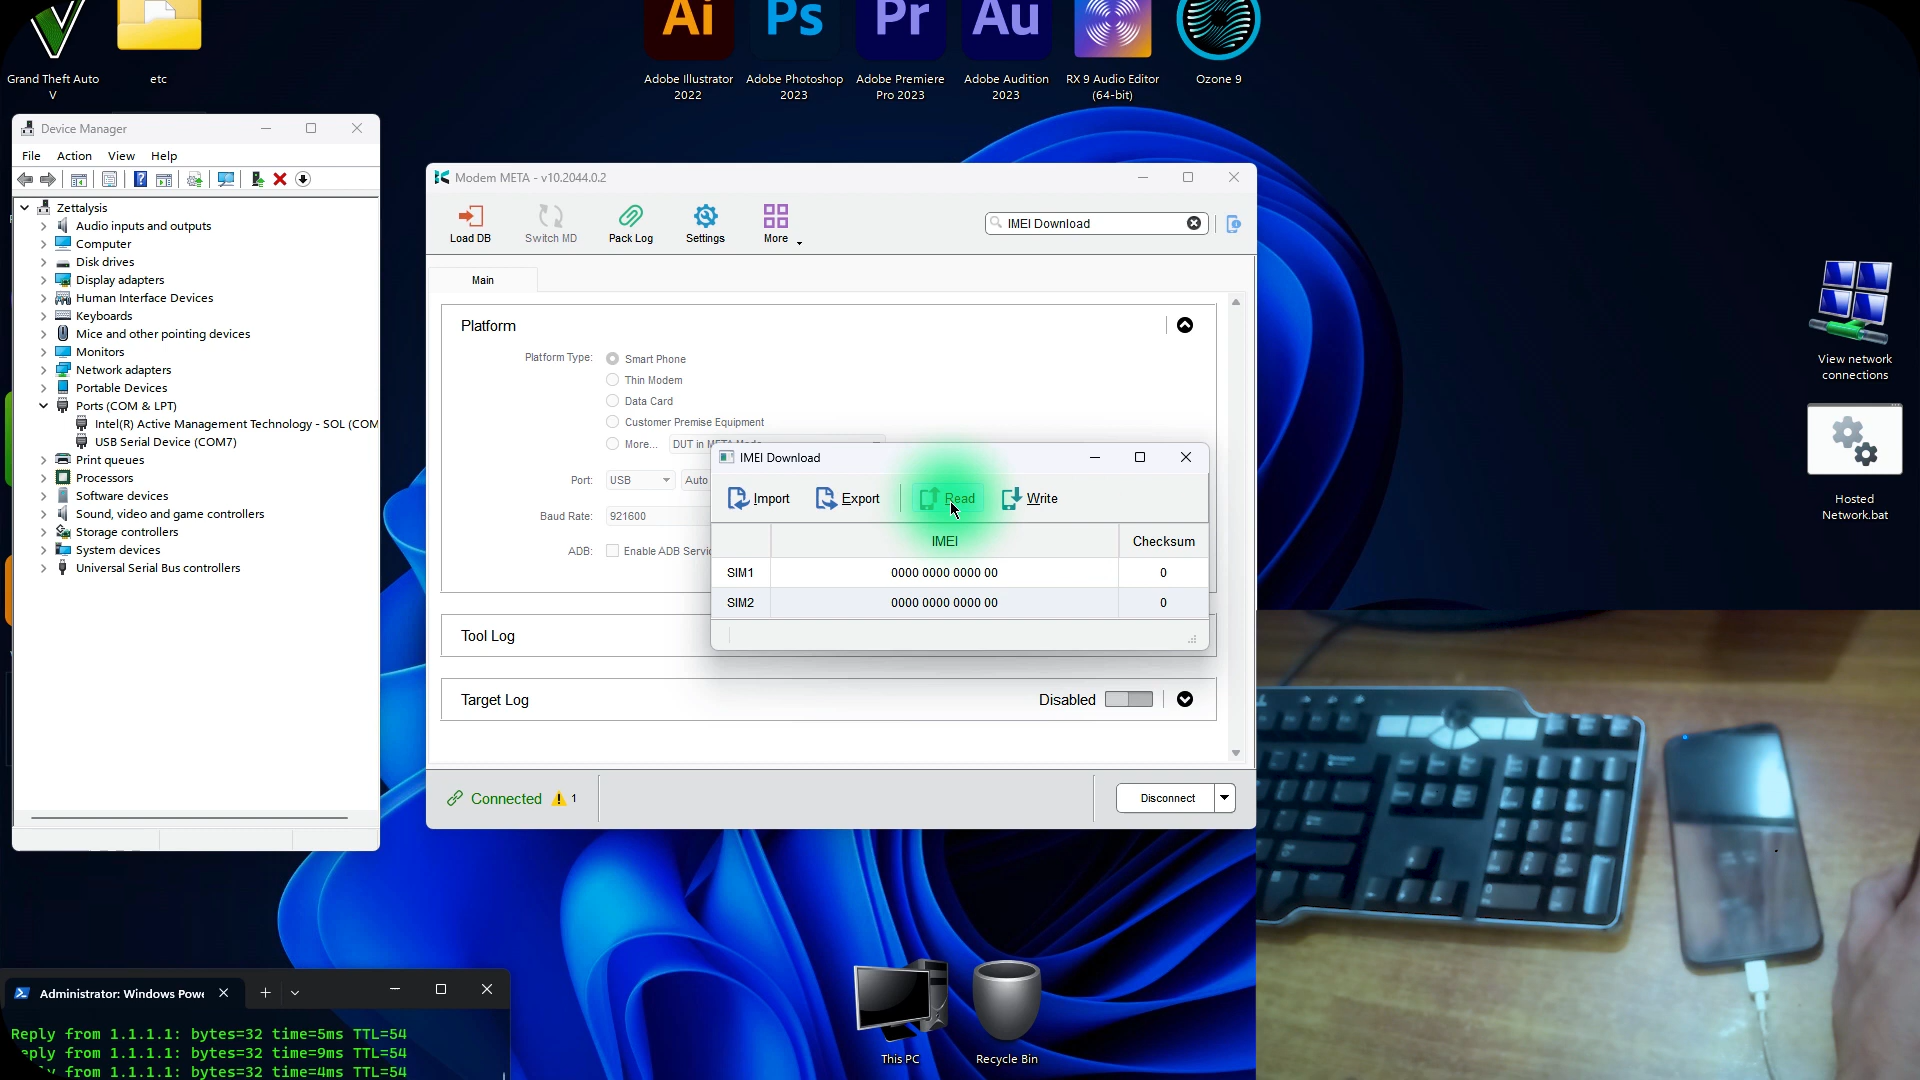 Grand Theft Auto
V
etc
Ai
Ps
Pr
Au
Adobe Illustrator
2022
Adobe Photoshop
2023
Adobe Premiere
Pro 2023
Adobe Audition
2023
RX 9 Audio Editor
(64-bit)
Ozone 9
Device Manager
File Action View Help
Zettalysis
Audio inputs and outputs
Computer
Disk drives
Display adapters
Human Interface Devices
Keyboards
Mice and other pointing devices
Monitors
Network adapters
Portable Devices
Ports (COM & LPT)
Intel(R) Active Management Technology - SOL (COM
USB Serial Device (COM7)
Print queues
Processors
Software devices
Sound, video and game controllers
Storage controllers
System devices
Universal Serial Bus controllers
Modem META - v10.2044.0.2
Load DB
Switch MD
Pack Log
Settings
More
IMEI Download
Main
Platform
Platform Type:
Smart Phone
Thin Modem
Data Card
Customer Premise Equipment
More...
Port:
USB
Auto
Baud Rate:
921600
ADB:
Tool Log
Target Log
Disabled
Connected
1
Disconnect
IMEI Download
Import
Export
Read
Write
IMEI Checksum
SIM1 0000 0000 0000 00 0
SIM2 0000 0000 0000 00 0
View network
connections
Hosted
Network.bat
This PC
Recycle Bin
Administrator: Windows Powe
Reply from 1.1.1.1: bytes=32 time=5ms TTL=54
eply from 1.1.1.1: bytes=32 time=9ms TTL=54
from 1.1.1.1: bytes=32 time=4ms TTL=54